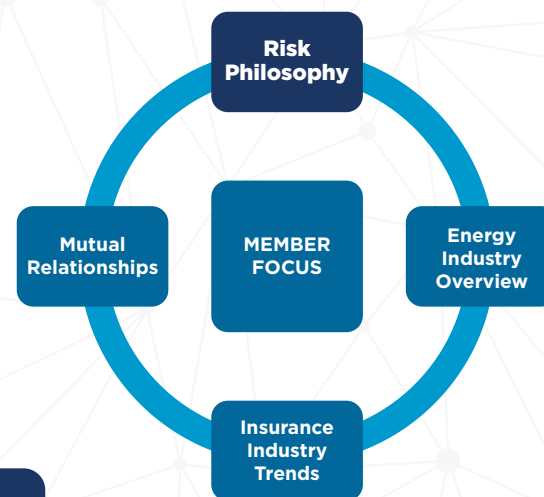 Risk
Philosophy
Mutual
Relationships
MEMBER
FOCUS
Energy
Industry
Overview
Insurance
Industry
Trends